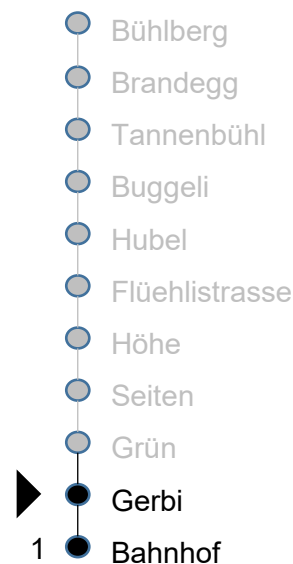 Bühlberg
Brandegg
Tannenbühl
Buggeli
Hubel
Flüehlistrasse
Höhe
Seiten
Grün
Gerbi
1 Bahnhof